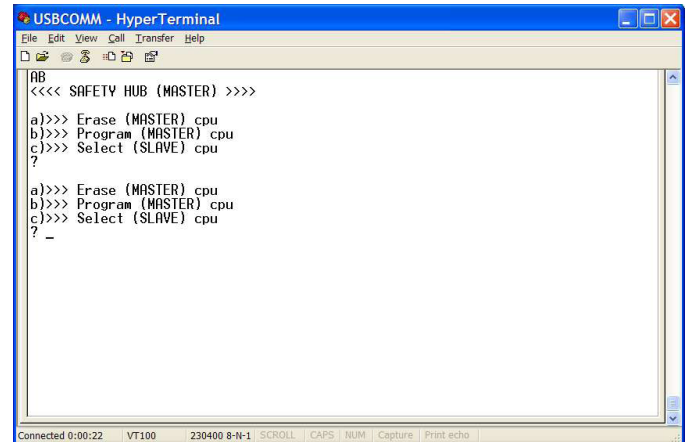 USBCOMM - HyperTerminal
File Edit View Call Transfer Help
AB
<<<< SAFETY HUB (MASTER) >>>>
a)>>> Erase (MASTER) cpu
b)>>> Program (MASTER) cpu
c)>>> Select (SLAVE) cpu
?
a)>>> Erase (MASTER) cpu
b)>>> Program (MASTER) cpu
c)>>> Select (SLAVE) cpu
? _
Connected 0:00:22 VT100 230400 8-N-1 SCROLL CAPS NUM Capture Print echo